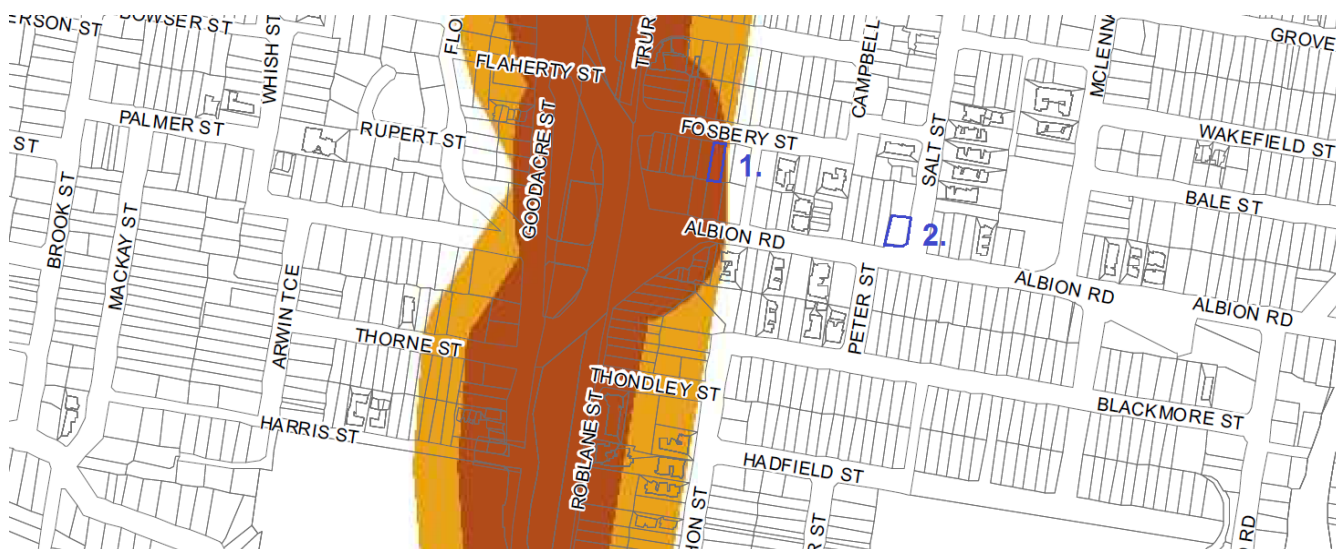 ERSON ST
BOWSER ST
WHISH ST
FLO
FLAHERTY ST
TRUR
CAMPBELL
MCLENNA
GROVE
PALMER ST
RUPERT ST
GOODACRE ST
FOSBERY ST
1.
SALT ST
WAKEFIELD ST
ST
BROOK ST
MACKAY ST
ALBION RD
2.
BALE ST
ARWIN TCE
PETER ST
ALBION RD
ALBION RD
THORNE ST
THONDLEY ST
BLACKMORE ST
HARRIS ST
ROBLANE ST
HADFIELD ST
HON ST
R ST
RD